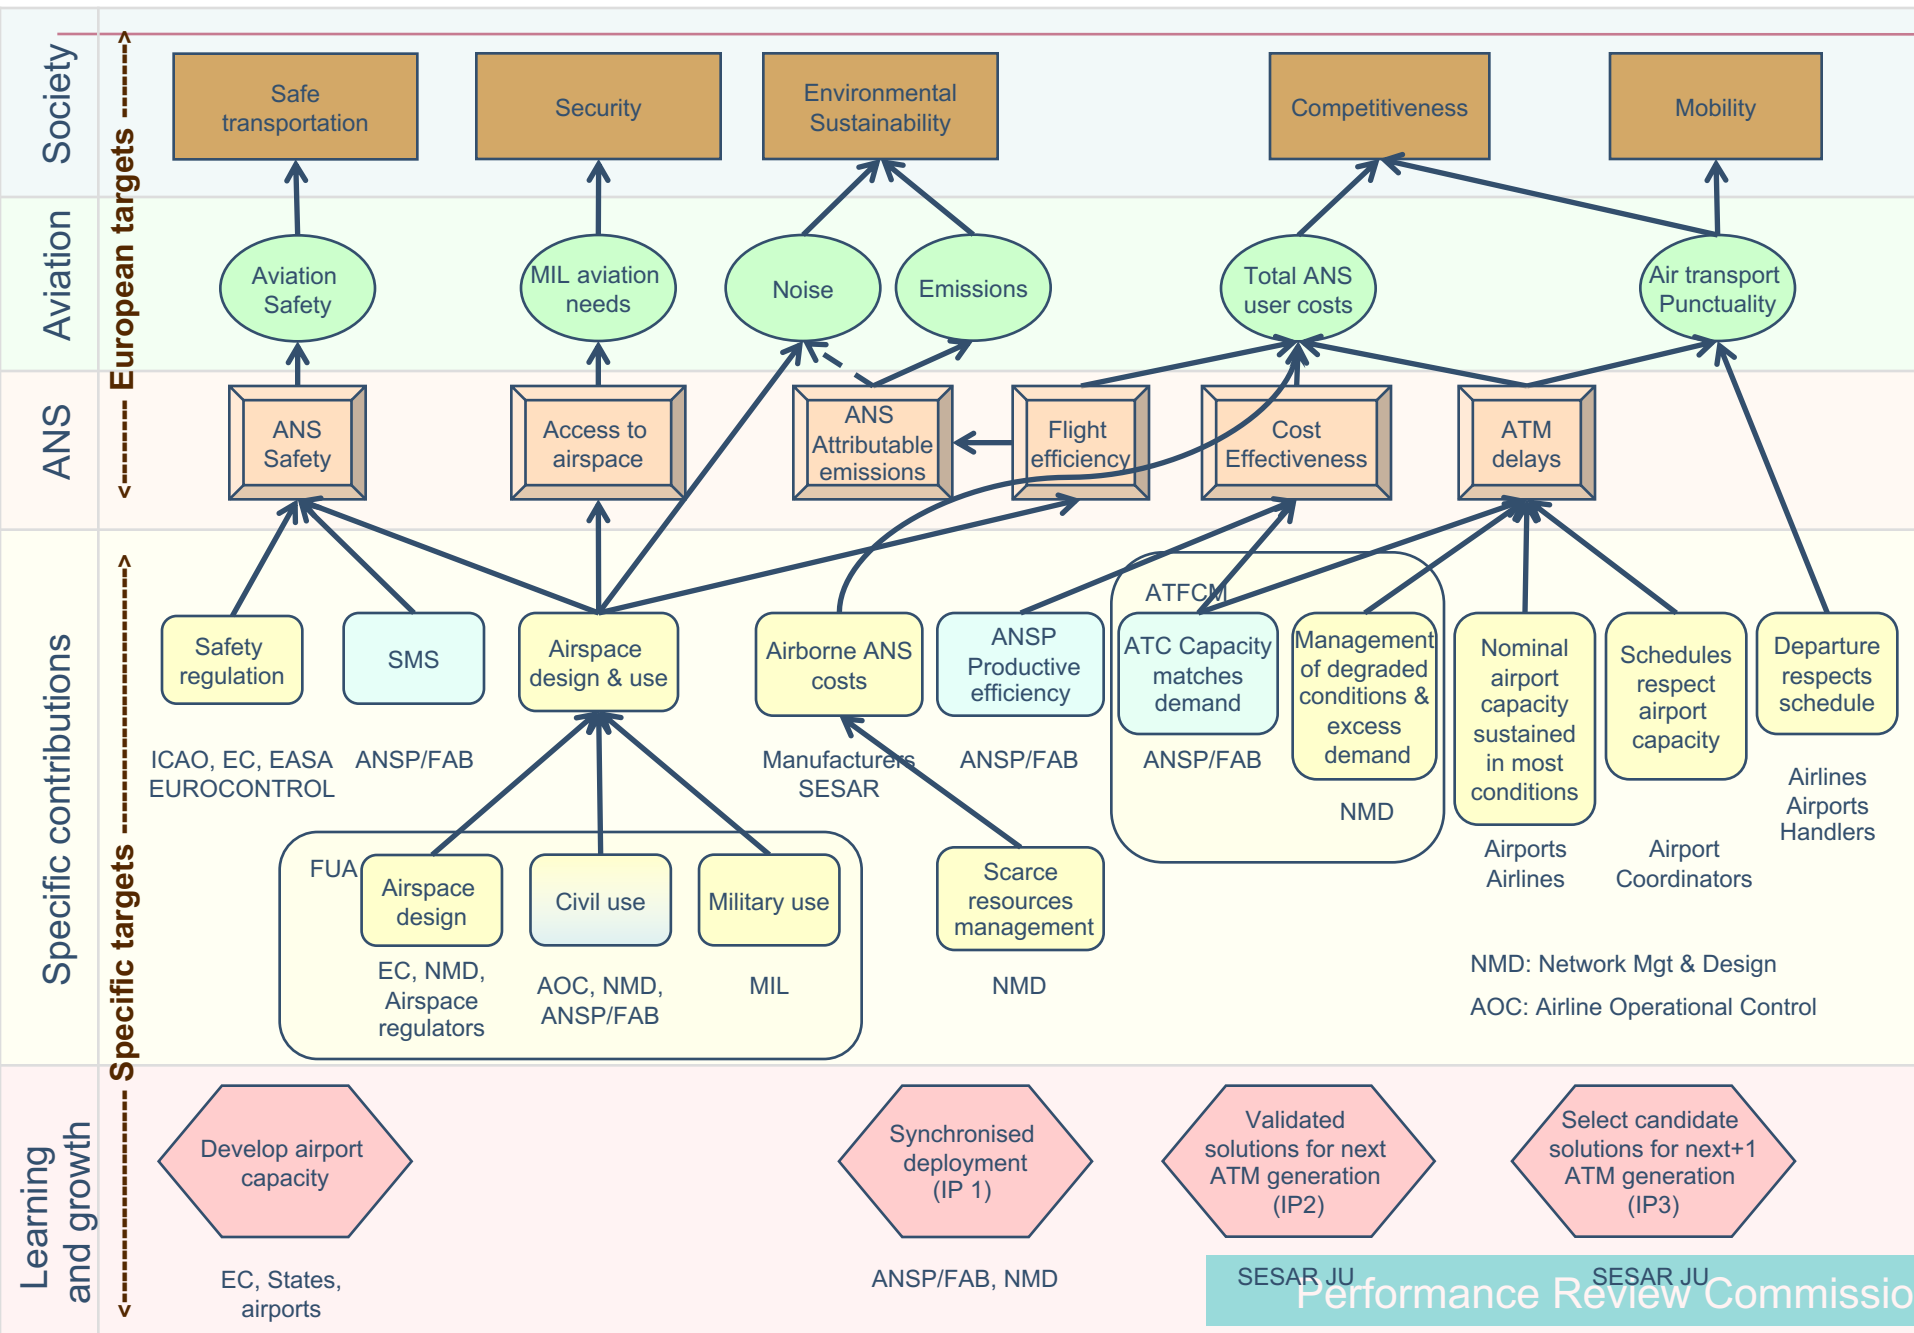 Society
European targets
Safe
transportation
Security
Environmental
Sustainability
Competitiveness
Mobility
Aviation
Aviation
Safety
MIL aviation
needs
Noise
Emissions
Total ANS
user costs
Air transport
Punctuality
ANS
ANS
Safety
Access to
airspace
ANS
Attributable
emissions
Flight
efficiency
Cost
Effectiveness
ATM
delays
Specific contributions
Specific targets
Safety
regulation
ICAO, EC, EASA
EUROCONTROL
SMS
ANSP/FAB
Airspace
design & use
Airborne ANS
costs
Manufacturers
SESAR
ANSP
Productive
efficiency
ANSP/FAB
ATFCM
ATC Capacity
matches
demand
ANSP/FAB
Management
of degraded
conditions &
excess
demand
NMD
Nominal
airport
capacity
sustained
in most
conditions
Airports
Airlines
Schedules
respect
airport
capacity
Airport
Coordinators
Departure
respects
schedule
Airlines
Airports
Handlers
FUA
Airspace
design
EC, NMD,
Airspace
regulators
Civil use
AOC, NMD,
ANSP/FAB
Military use
MIL
Scarce
resources
management
NMD
NMD: Network Mgt & Design
AOC: Airline Operational Control
Learning
and growth
Develop airport
capacity
EC, States,
airports
Synchronised
deployment
(IP 1)
ANSP/FAB, NMD
Validated
solutions for next
ATM generation
(IP2)
SESAR JU
Select candidate
solutions for next+1
ATM generation
(IP3)
SESAR JU
Performance Review Commissio